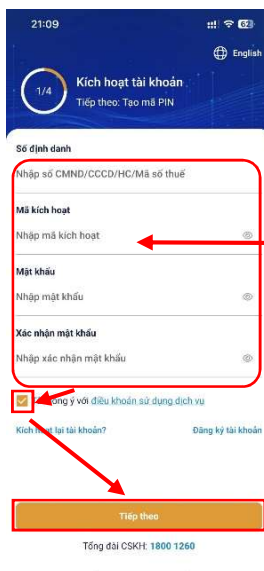 21:09
62
English
1/4
Kích hoạt tài khoản
Tiếp theo: Tạo mã PIN
Số định danh
Nhập số CMND/CCCD/HC/Mã số thuế
Mã kích hoạt
Nhập mã kích hoạt
Mật khẩu
Nhập mật khẩu
Xác nhận mật khẩu
Nhập xác nhận mật khẩu
ý với điều khoản sử dụng dịch vụ
Kích hoạt lại tài khoản?
Đăng ký tài khoản
Tiếp theo
Tổng đài CSKH: 1800 1260